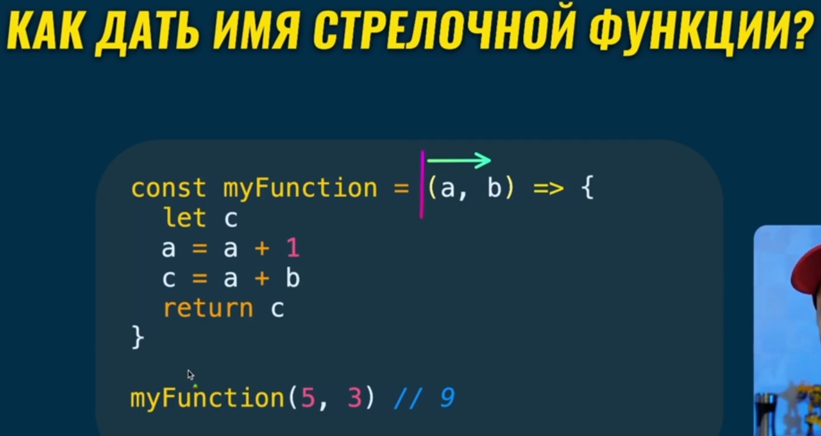 КАК ДАТЬ ИМЯ СТРЕЛОЧНОЙ ФУНКЦИИ?
const myFunction = (a, b) => {
let c
a = a + 1
c = a + b
return c
}
myFunction(5, 3) // 9